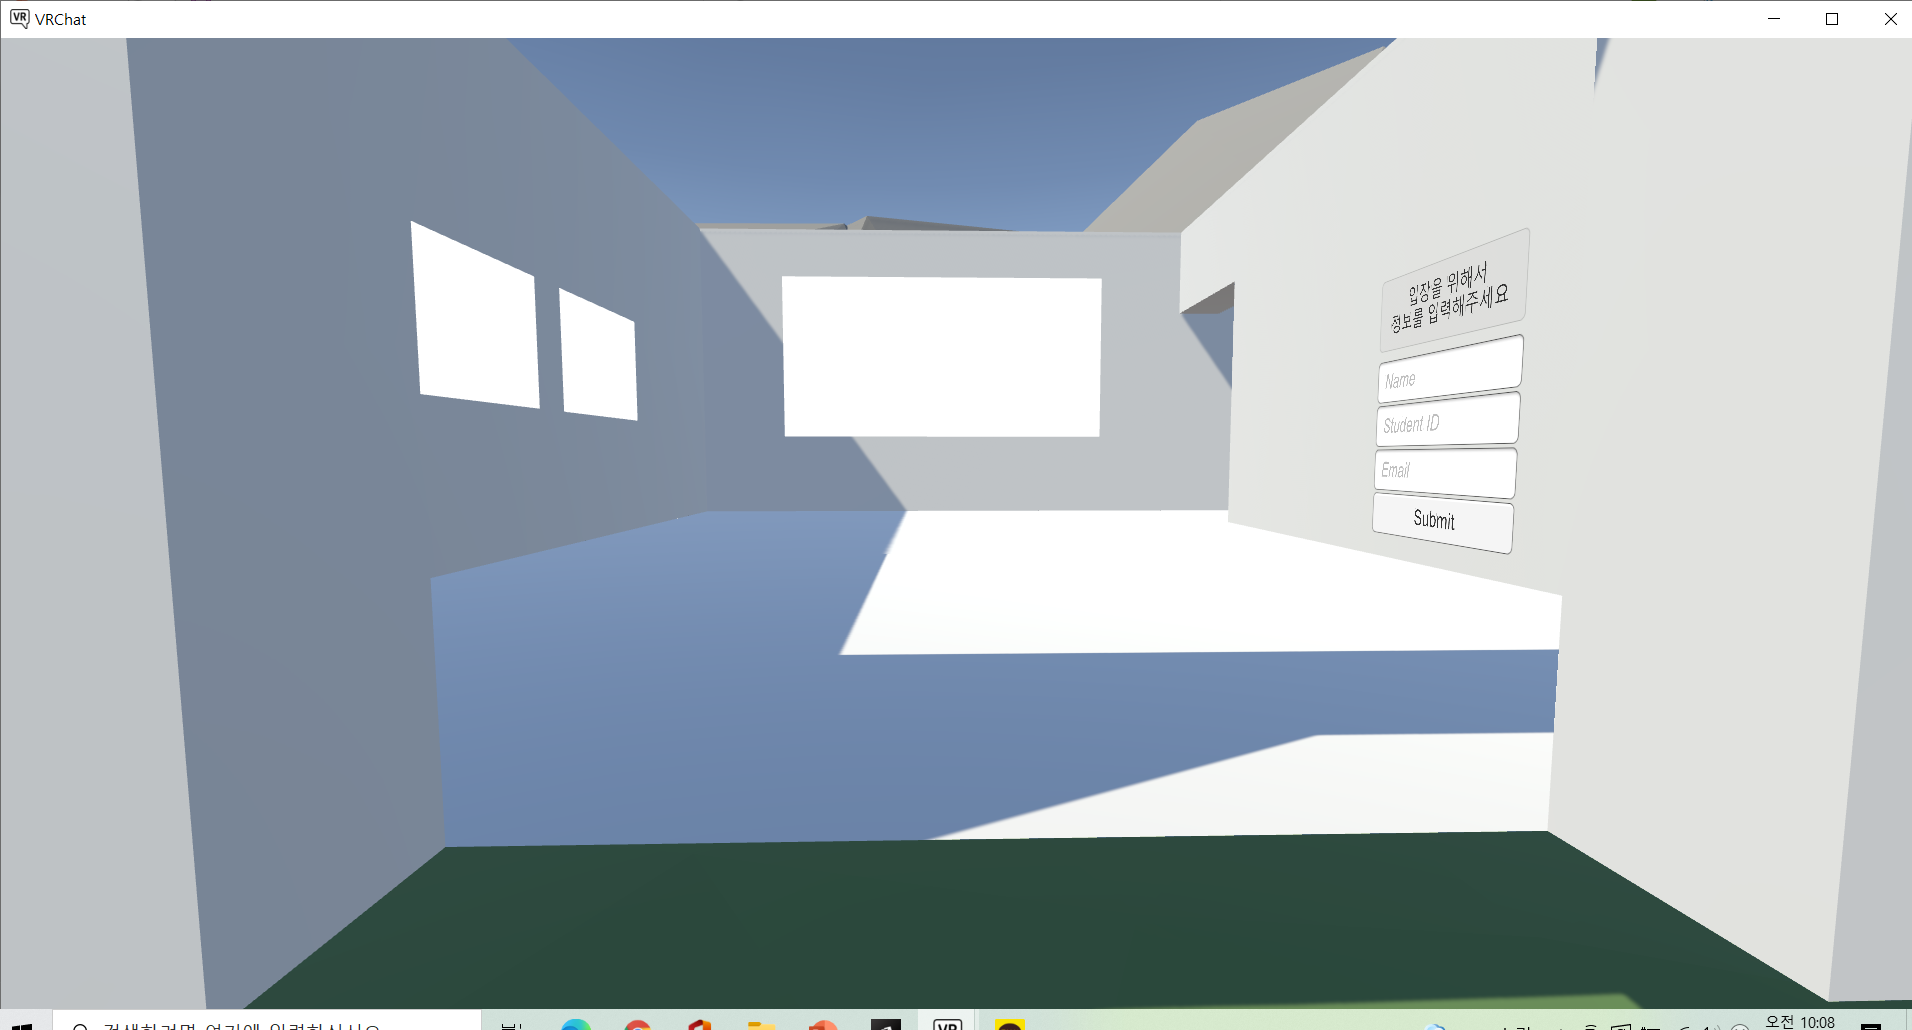 VRChat
입장을 위해서
정보를 입력해주세요
Name
Student ID
Email
Submit
오전 10:08